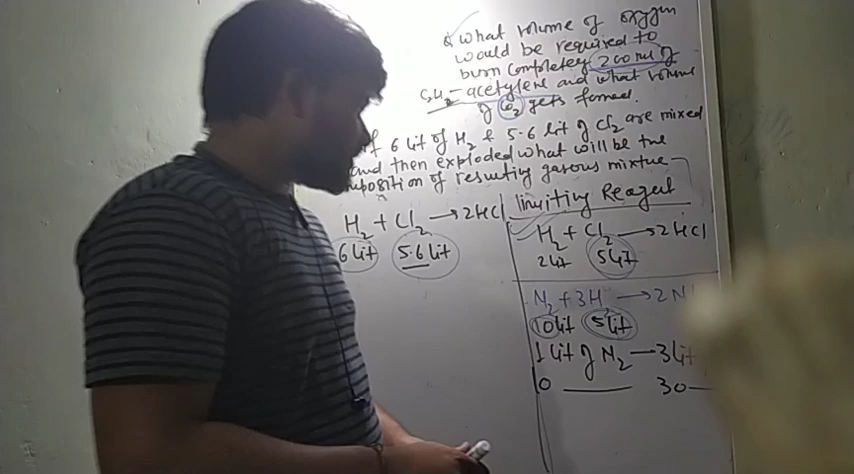 Q What volume of oxygen
would be required to
burn completely 200 ml of
C2H2 - acetylene and what volume
of CO2 gets formed.
If 6 lit of H2 & 5.6 lit of Cl2 are mixed
and then exploded what will be the
position of resulting gasous mixture
limiting Reagent
H2 + Cl2 → 2HCl
6 lit 5.6 lit
H2 + Cl2 → 2HCl
2 lit 5 lit
N2 + 3H2 → 2N
10 lit 5 lit
1 lit of N2 — 3 lit
10 — 30 —